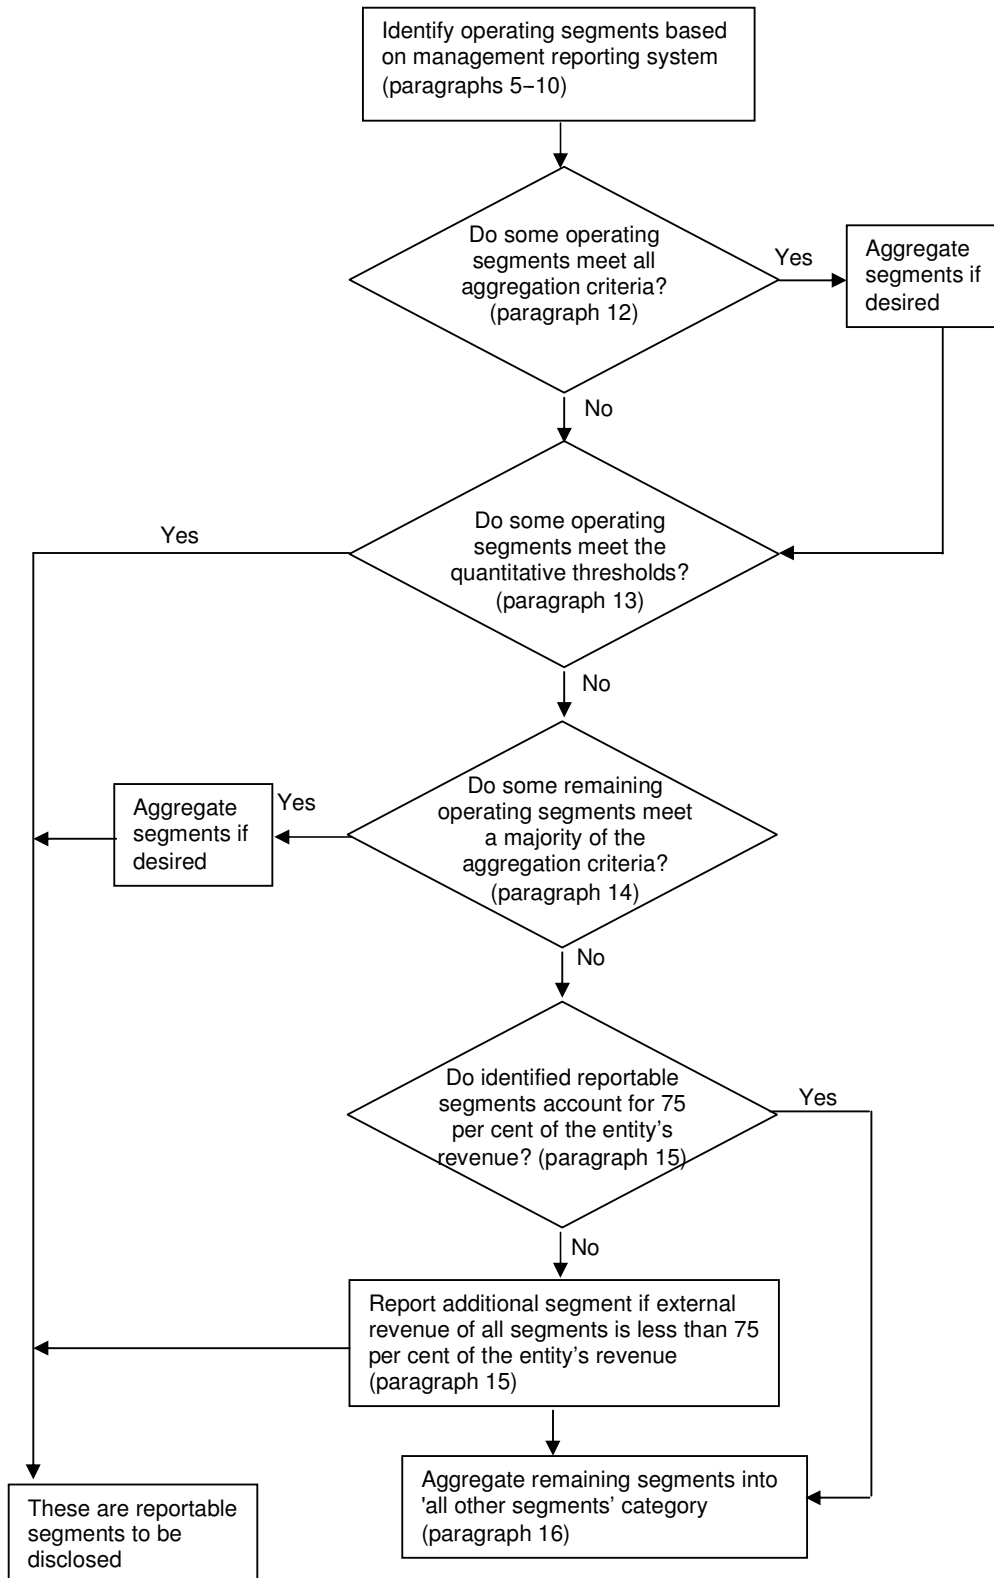 Identify operating segments based
on management reporting system
(paragraphs 5–10)
Do some operating
segments meet all
aggregation criteria?
(paragraph 12)
Yes
Aggregate
segments if
desired
No
Do some operating
segments meet the
quantitative thresholds?
(paragraph 13)
Yes
No
Do some remaining
operating segments meet
a majority of the
aggregation criteria?
(paragraph 14)
Yes
Aggregate
segments if
desired
No
Do identified reportable
segments account for 75
per cent of the entity’s
revenue? (paragraph 15)
Yes
No
Report additional segment if external
revenue of all segments is less than 75
per cent of the entity’s revenue
(paragraph 15)
Aggregate remaining segments into
'all other segments’ category
(paragraph 16)
These are reportable
segments to be
disclosed